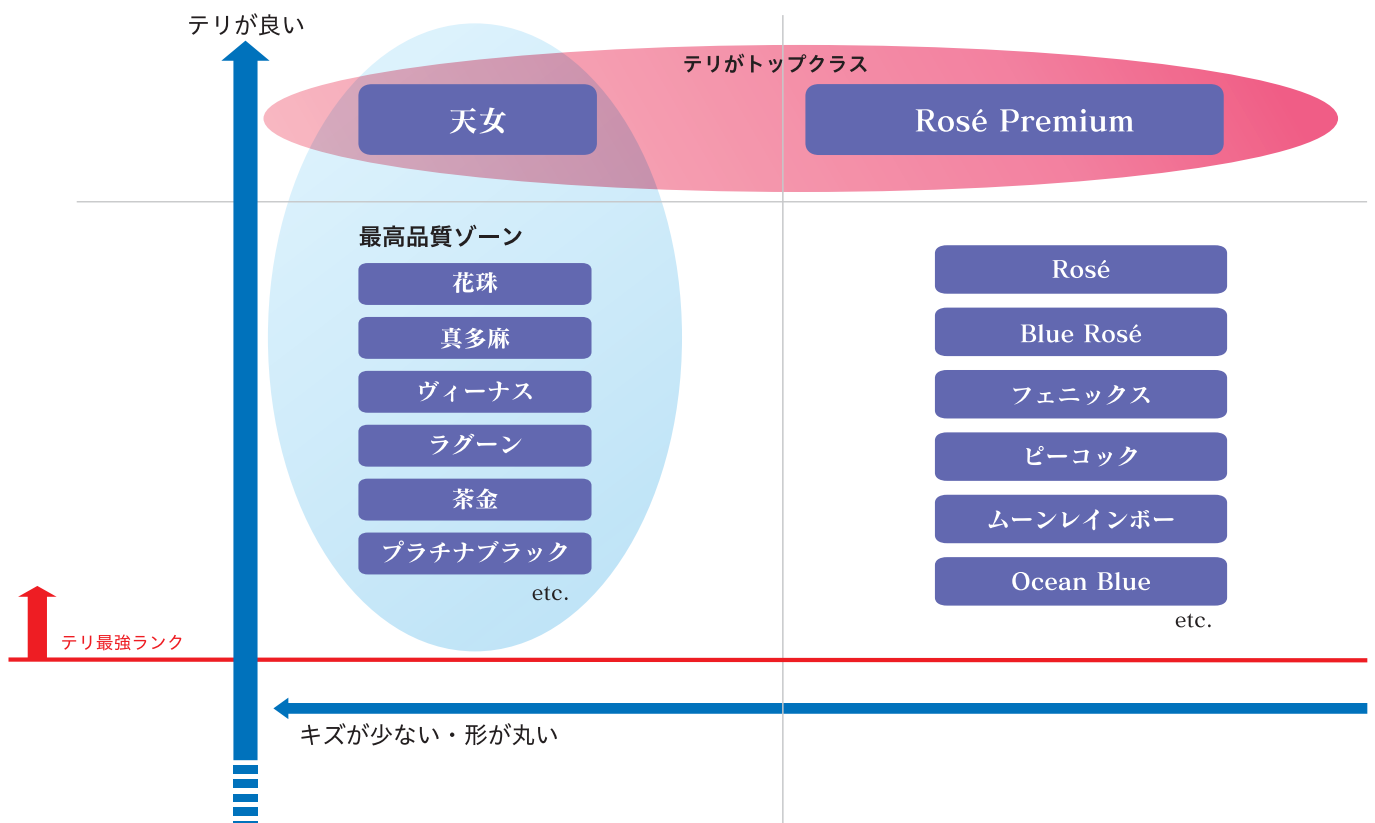 テリが良い
テリがトップクラス
天女
Rosé Premium
最高品質ゾーン
花珠
真多麻
ヴィーナス
ラグーン
茶金
プラチナブラック
etc.
Rosé
Blue Rosé
フェニックス
ピーコック
ムーンレインボー
Ocean Blue
etc.
テリ最強ランク
キズが少ない・形が丸い